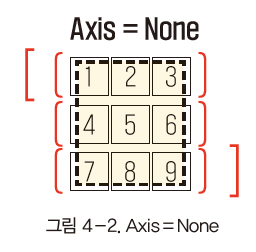 Axis = None
1 2 3
4 5 6
7 8 9
그림 4-2. Axis = None